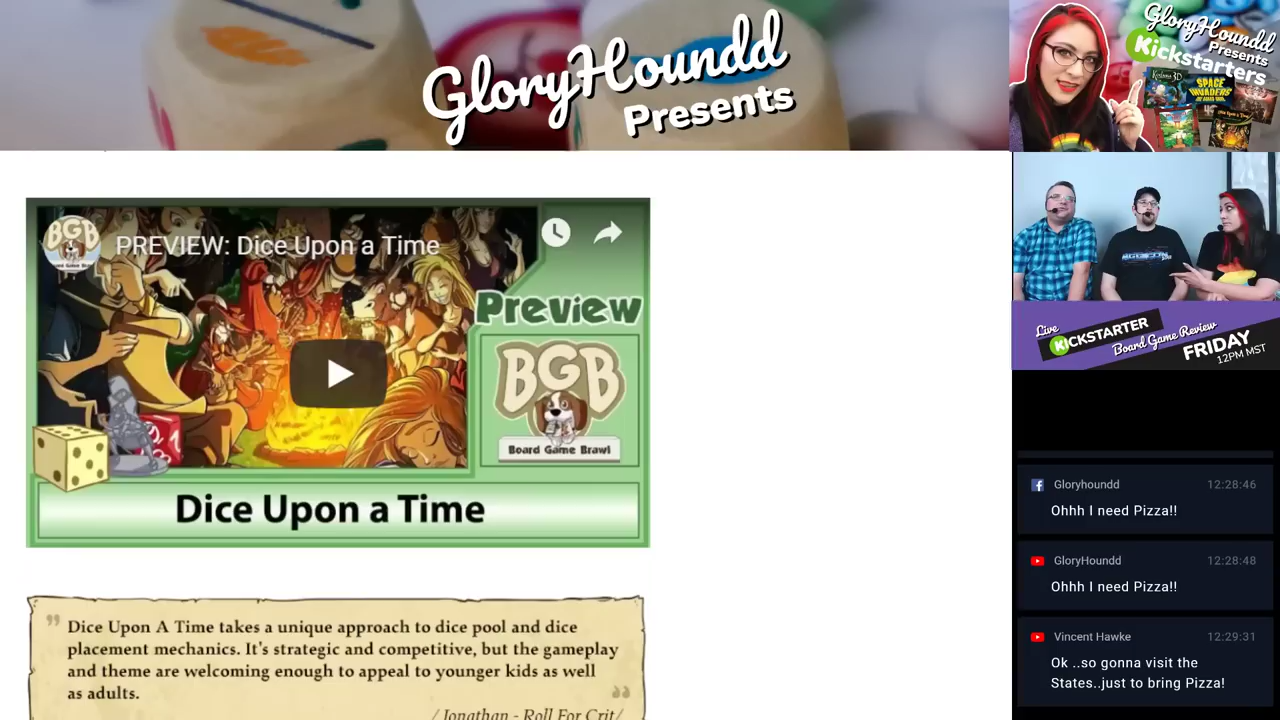 GloryHoundd
Presents
GloryHoundd
Presents
Kickstarters
SPACE
INVADERS
PREVIEW: Dice Upon a Time
BGB
Board Game Brawl
Preview
BGB
Board Game Brawl
Dice Upon a Time
Live
KICKSTARTER
Board Game Review
FRIDAY
12PM MST
Gloryhoundd 12:28:46
Ohhh I need Pizza!!
GloryHoundd 12:28:48
Ohhh I need Pizza!!
Vincent Hawke 12:29:31
Ok ..so gonna visit the
States..just to bring Pizza!
" Dice Upon A Time takes a unique approach to dice pool and dice
placement mechanics. It's strategic and competitive, but the gameplay
and theme are welcoming enough to appeal to younger kids as well
as adults. "
/ Jonathan - Roll For Crit /